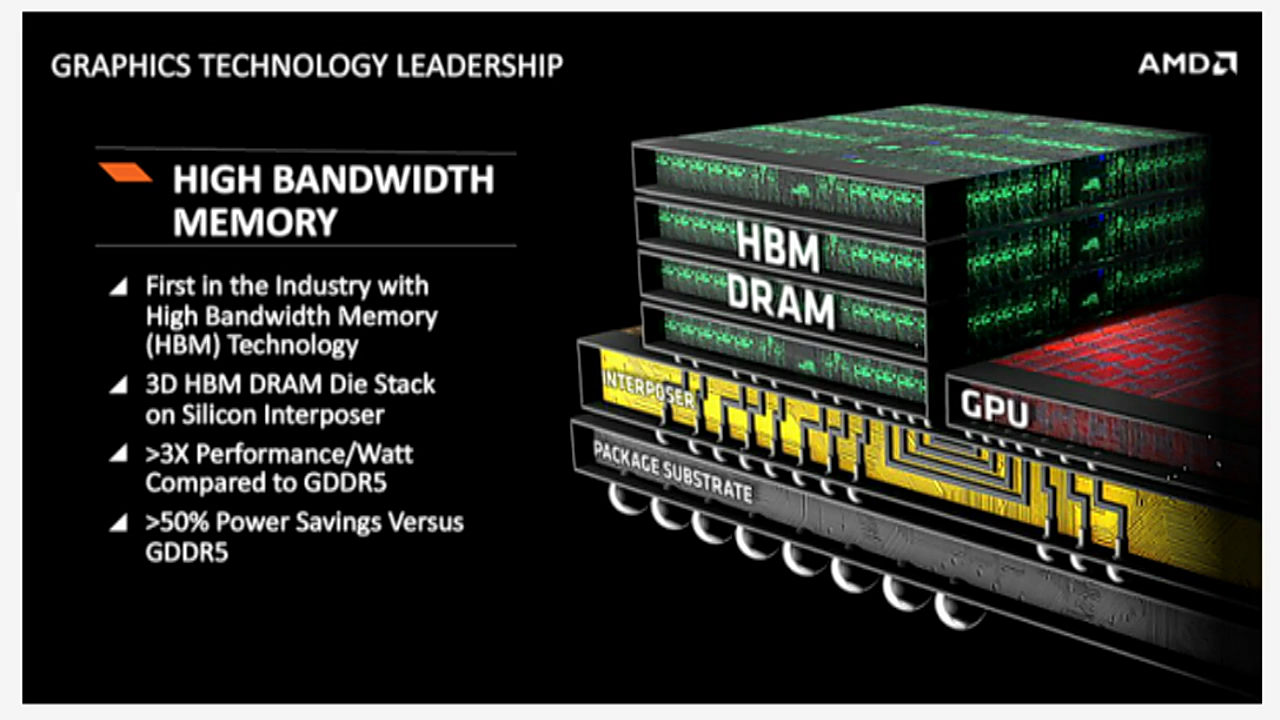 GRAPHICS TECHNOLOGY LEADERSHIP
AMD
HIGH BANDWIDTH
MEMORY
First in the Industry with
High Bandwidth Memory
(HBM) Technology
3D HBM DRAM Die Stack
on Silicon Interposer
>3X Performance/Watt
Compared to GDDR5
>50% Power Savings Versus
GDDR5
HBM
DRAM
INTERPOSER
GPU
PACKAGE SUBSTRATE